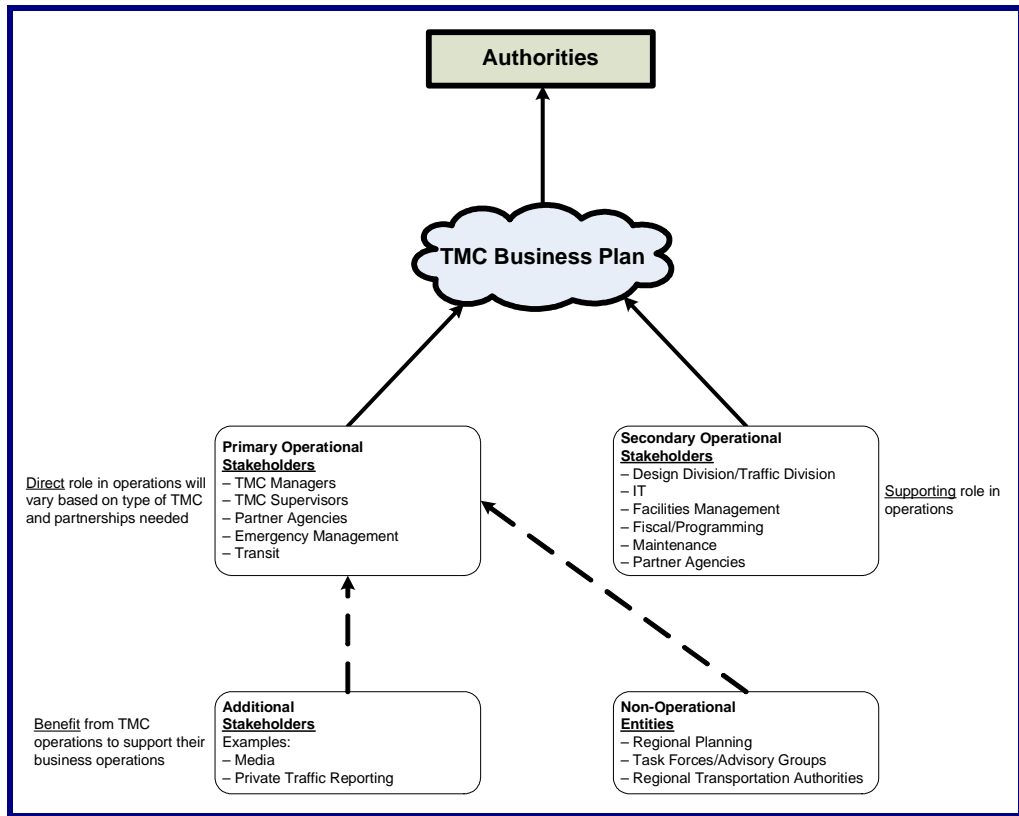 Authorities
TMC Business Plan
Direct role in operations will
vary based on type of TMC
and partnerships needed
Primary Operational
Stakeholders
– TMC Managers
– TMC Supervisors
– Partner Agencies
– Emergency Management
– Transit
Secondary Operational
Stakeholders
– Design Division/Traffic Division
– IT
– Facilities Management
– Fiscal/Programming
– Maintenance
– Partner Agencies
Supporting role in
operations
Benefit from TMC
operations to support their
business operations
Additional
Stakeholders
Examples:
– Media
– Private Traffic Reporting
Non-Operational
Entities
– Regional Planning
– Task Forces/Advisory Groups
– Regional Transportation Authorities